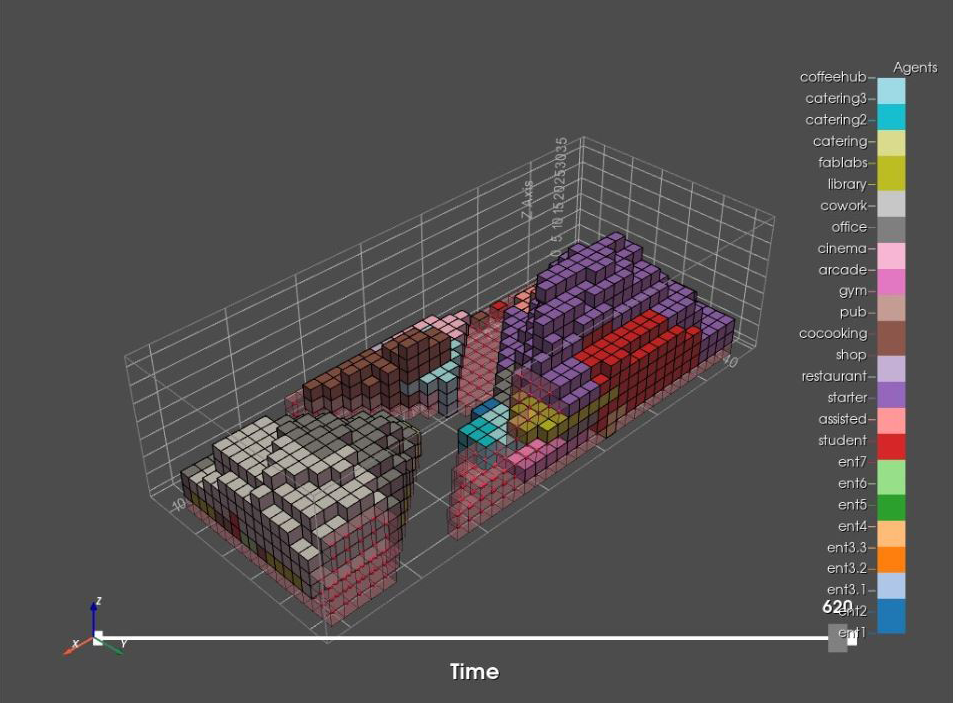 Agents
coffeehub
catering3
catering2
catering
fablabs
library
cowork
office
cinema
arcade
gym
pub
cocooking
shop
restaurant
starter
assisted
student
ent7
ent6
ent5
ent4
ent3.3
ent3.2
ent3.1
ent2
ent1
Z Axis
0 5 10 15 20 25 30 35
10
40
620
Time
Z
X
Y